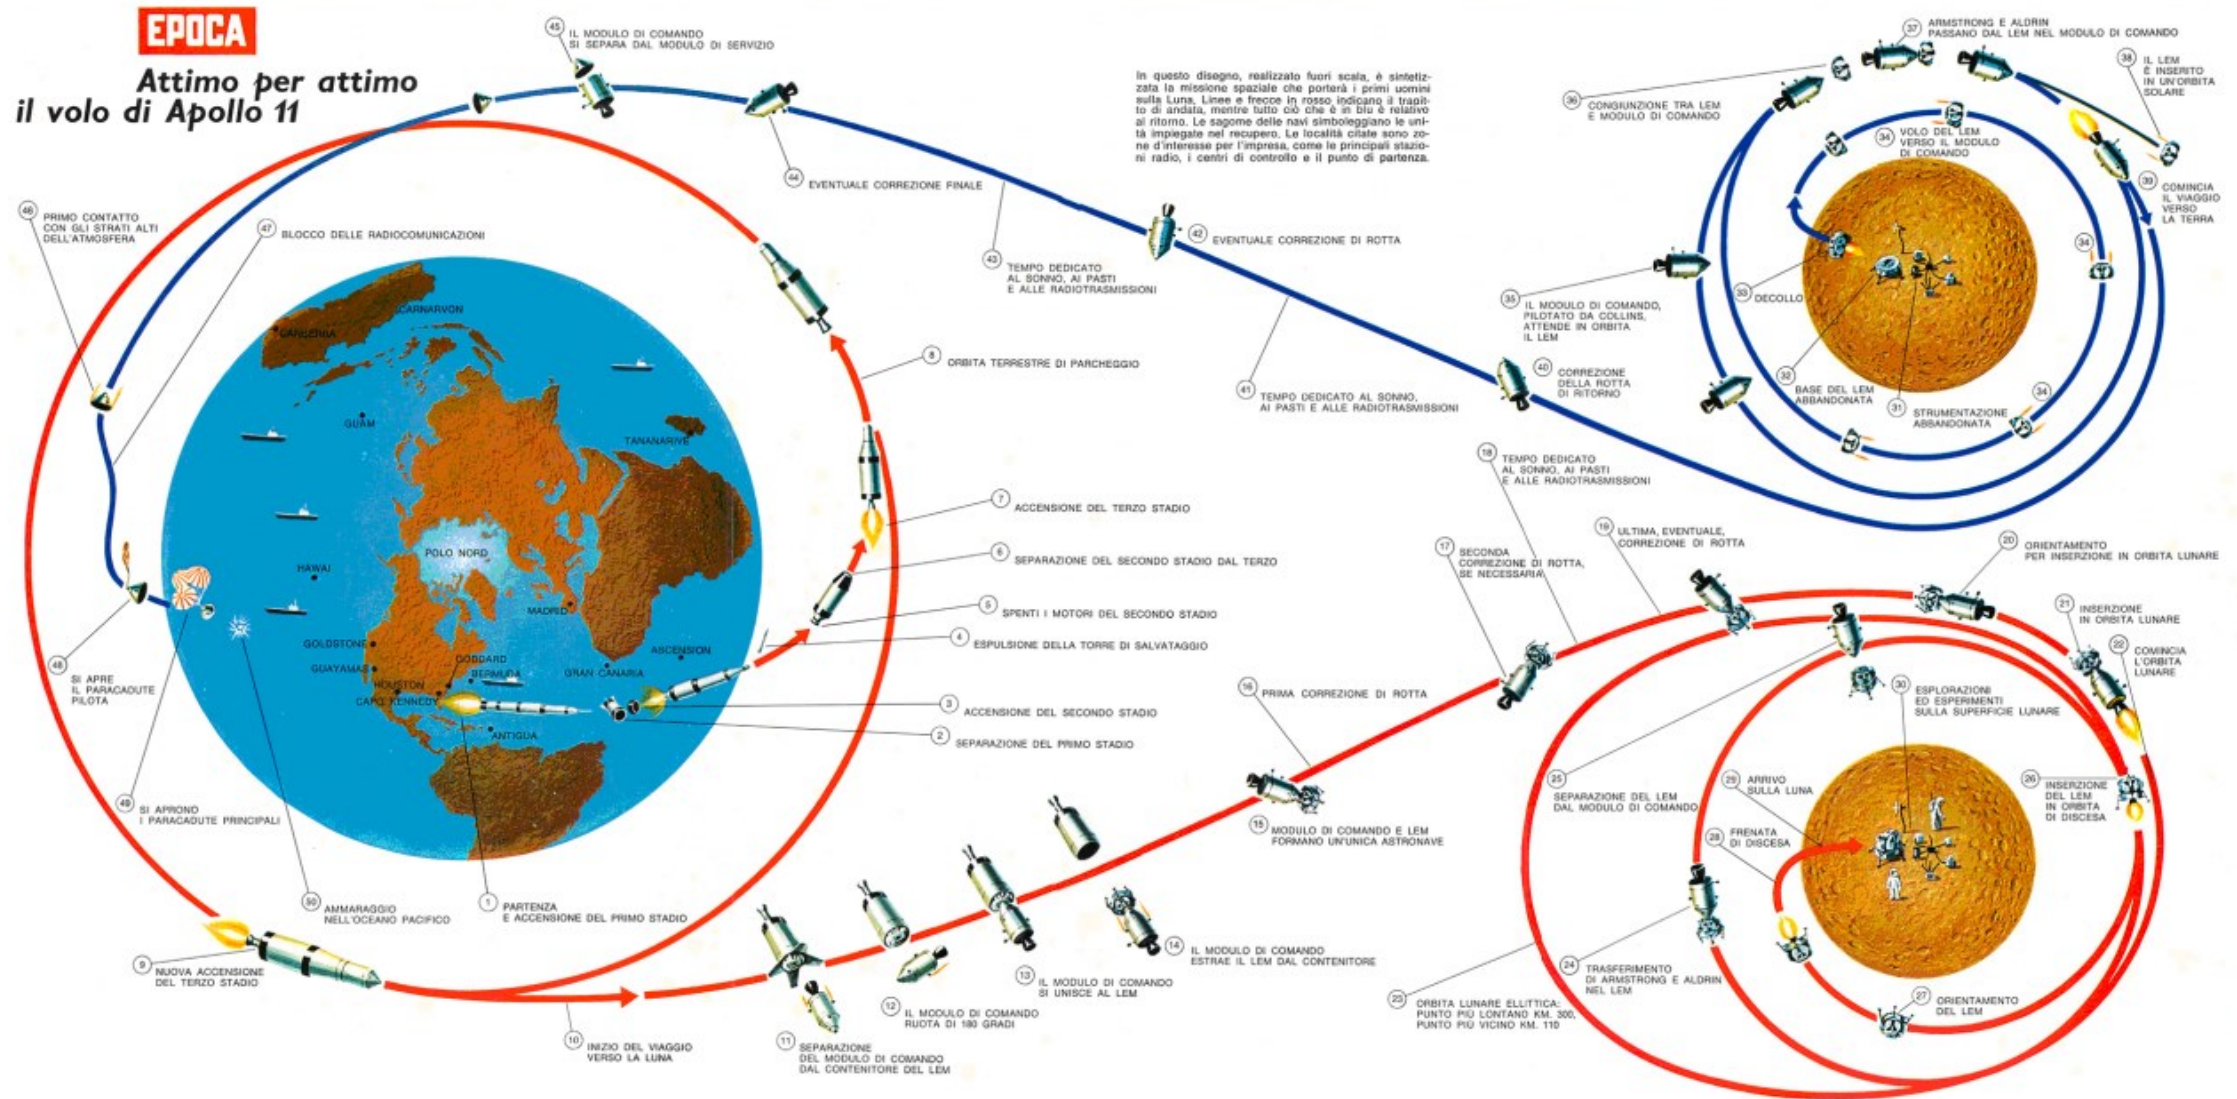 EPOCA
Attimo per attimo
il volo di Apollo 11
In questo disegno, realizzato fuori scala, è sintetiz-
zata la missione spaziale che porterà i primi uomini
sulla Luna. Linee e frecce in rosso indicano il tragit-
to di andata, mentre tutto ciò che è in blu è relativo
al ritorno. Le sagome delle navi simboleggiano le uni-
tà impiegate nel recupero. Le località citate sono zo-
ne d'interesse per l'impresa, come le principali stazio-
ni radio, i centri di controllo e il punto di partenza.
45 IL MODULO DI COMANDO
SI SEPARA DAL MODULO DI SERVIZIO
44 EVENTUALE CORREZIONE FINALE
46 PRIMO CONTATTO
CON GLI STRATI ALTI
DELL'ATMOSFERA
47 BLOCCO DELLE RADIOCOMUNICAZIONI
43 TEMPO DEDICATO
AL SONNO, AI PASTI
E ALLE RADIOTRASMISSIONI
42 EVENTUALE CORREZIONE DI ROTTA
41 TEMPO DEDICATO AL SONNO,
AI PASTI E ALLE RADIOTRASMISSIONI
40 CORREZIONE
DELLA ROTTA
DI RITORNO
37 ARMSTRONG E ALDRIN
PASSANO DAL LEM NEL MODULO DI COMANDO
38 IL LEM
È INSERITO
IN UN'ORBITA
SOLARE
36 CONGIUNZIONE TRA LEM
E MODULO DI COMANDO
34 VOLO DEL LEM
VERSO IL MODULO
DI COMANDO
39 COMINCIA
IL VIAGGIO
VERSO
LA TERRA
34
34
35 IL MODULO DI COMANDO,
PILOTATO DA COLLINS,
ATTENDE IN ORBITA
IL LEM
33 DECOLLO
32 BASE DEL LEM
ABBANDONATA
31 STRUMENTAZIONE
ABBANDONATA
CARNARVON
CANBERRA
GUAM
TANANARIVE
POLO NORD
HAWAI
MADRID
GOLDSTONE
GUAYAMAS
HOUSTON
GODDARD
BERMUDA
CAPO KENNEDY
ANTIGUA
GRAN CANARIA
ASCENSION
8 ORBITA TERRESTRE DI PARCHEGGIO
7 ACCENSIONE DEL TERZO STADIO
6 SEPARAZIONE DEL SECONDO STADIO DAL TERZO
5 SPENTI I MOTORI DEL SECONDO STADIO
4 ESPULSIONE DELLA TORRE DI SALVATAGGIO
3 ACCENSIONE DEL SECONDO STADIO
2 SEPARAZIONE DEL PRIMO STADIO
48 SI APRE
IL PARACADUTE
PILOTA
49 SI APRONO
I PARACADUTE PRINCIPALI
50 AMMARAGGIO
NELL'OCEANO PACIFICO
1 PARTENZA
E ACCENSIONE DEL PRIMO STADIO
9 NUOVA ACCENSIONE
DEL TERZO STADIO
10 INIZIO DEL VIAGGIO
VERSO LA LUNA
11 SEPARAZIONE
DEL MODULO DI COMANDO
DAL CONTENITORE DEL LEM
12 IL MODULO DI COMANDO
RUOTA DI 180 GRADI
13 IL MODULO DI COMANDO
SI UNISCE AL LEM
14 IL MODULO DI COMANDO
ESTRAE IL LEM DAL CONTENITORE
15 MODULO DI COMANDO E LEM
FORMANO UN'UNICA ASTRONAVE
16 PRIMA CORREZIONE DI ROTTA
17 SECONDA
CORREZIONE DI ROTTA,
SE NECESSARIA
18 TEMPO DEDICATO
AL SONNO, AI PASTI
E ALLE RADIOTRASMISSIONI
19 ULTIMA, EVENTUALE,
CORREZIONE DI ROTTA
20 ORIENTAMENTO
PER INSERZIONE IN ORBITA LUNARE
21 INSERZIONE
IN ORBITA LUNARE
22 COMINCIA
L'ORBITA
LUNARE
30 ESPLORAZIONI
ED ESPERIMENTI
SULLA SUPERFICIE LUNARE
25 SEPARAZIONE DEL LEM
DAL MODULO DI COMANDO
29 ARRIVO
SULLA LUNA
26 INSERZIONE
DEL LEM
IN ORBITA
DI DISCESA
28 FRENATA
DI DISCESA
24 TRASFERIMENTO
DI ARMSTRONG E ALDRIN
NEL LEM
23 ORBITA LUNARE ELLITTICA:
PUNTO PIÙ LONTANO KM. 300,
PUNTO PIÙ VICINO KM. 110
27 ORIENTAMENTO
DEL LEM